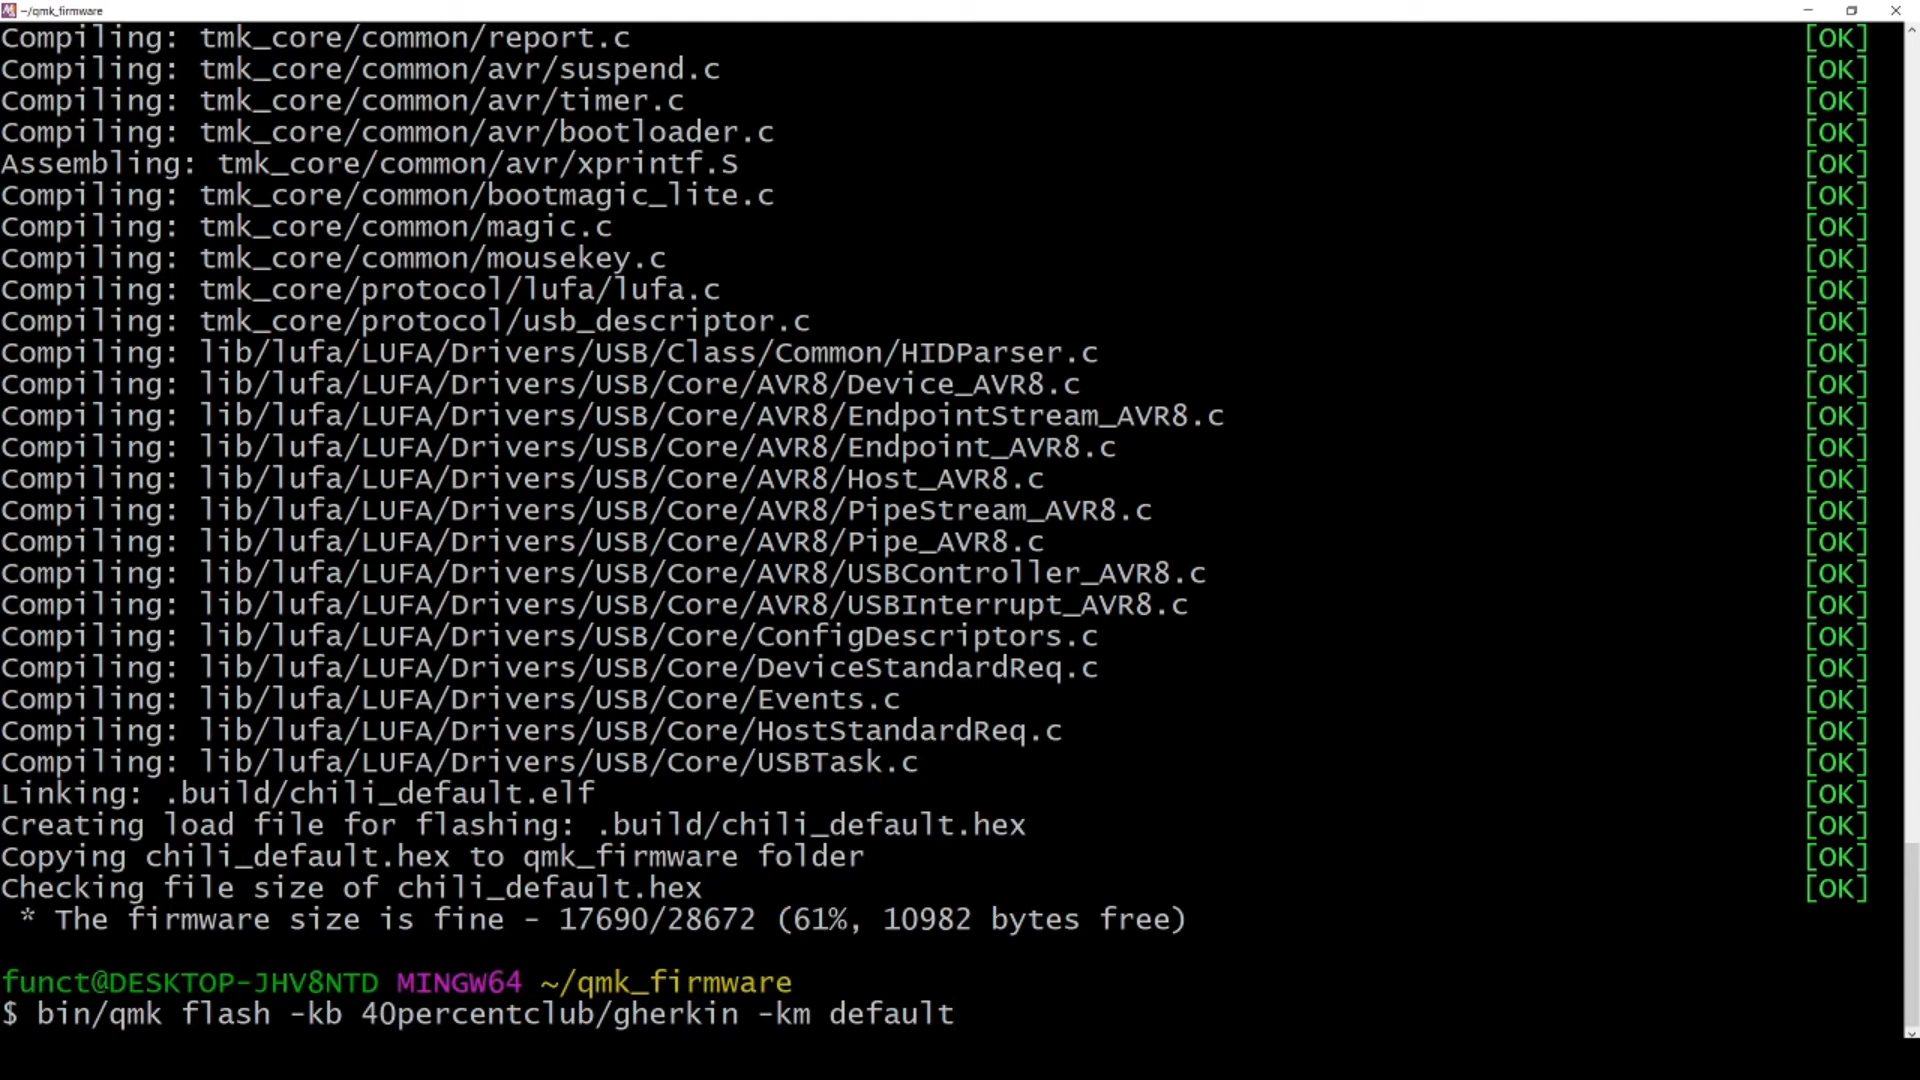 ~/qmk_firmware
Compiling: tmk_core/common/report.c [OK]
Compiling: tmk_core/common/avr/suspend.c [OK]
Compiling: tmk_core/common/avr/timer.c [OK]
Compiling: tmk_core/common/avr/bootloader.c [OK]
Assembling: tmk_core/common/avr/xprintf.S [OK]
Compiling: tmk_core/common/bootmagic_lite.c [OK]
Compiling: tmk_core/common/magic.c [OK]
Compiling: tmk_core/common/mousekey.c [OK]
Compiling: tmk_core/protocol/lufa/lufa.c [OK]
Compiling: tmk_core/protocol/usb_descriptor.c [OK]
Compiling: lib/lufa/LUFA/Drivers/USB/Class/Common/HIDParser.c [OK]
Compiling: lib/lufa/LUFA/Drivers/USB/Core/AVR8/Device_AVR8.c [OK]
Compiling: lib/lufa/LUFA/Drivers/USB/Core/AVR8/EndpointStream_AVR8.c [OK]
Compiling: lib/lufa/LUFA/Drivers/USB/Core/AVR8/Endpoint_AVR8.c [OK]
Compiling: lib/lufa/LUFA/Drivers/USB/Core/AVR8/Host_AVR8.c [OK]
Compiling: lib/lufa/LUFA/Drivers/USB/Core/AVR8/PipeStream_AVR8.c [OK]
Compiling: lib/lufa/LUFA/Drivers/USB/Core/AVR8/Pipe_AVR8.c [OK]
Compiling: lib/lufa/LUFA/Drivers/USB/Core/AVR8/USBController_AVR8.c [OK]
Compiling: lib/lufa/LUFA/Drivers/USB/Core/AVR8/USBInterrupt_AVR8.c [OK]
Compiling: lib/lufa/LUFA/Drivers/USB/Core/ConfigDescriptors.c [OK]
Compiling: lib/lufa/LUFA/Drivers/USB/Core/DeviceStandardReq.c [OK]
Compiling: lib/lufa/LUFA/Drivers/USB/Core/Events.c [OK]
Compiling: lib/lufa/LUFA/Drivers/USB/Core/HostStandardReq.c [OK]
Compiling: lib/lufa/LUFA/Drivers/USB/Core/USBTask.c [OK]
Linking: .build/chili_default.elf [OK]
Creating load file for flashing: .build/chili_default.hex [OK]
Copying chili_default.hex to qmk_firmware folder [OK]
Checking file size of chili_default.hex [OK]
* The firmware size is fine - 17690/28672 (61%, 10982 bytes free)
funct@DESKTOP-JHV8NTD MINGW64 ~/qmk_firmware
$ bin/qmk flash -kb 40percentclub/gherkin -km default